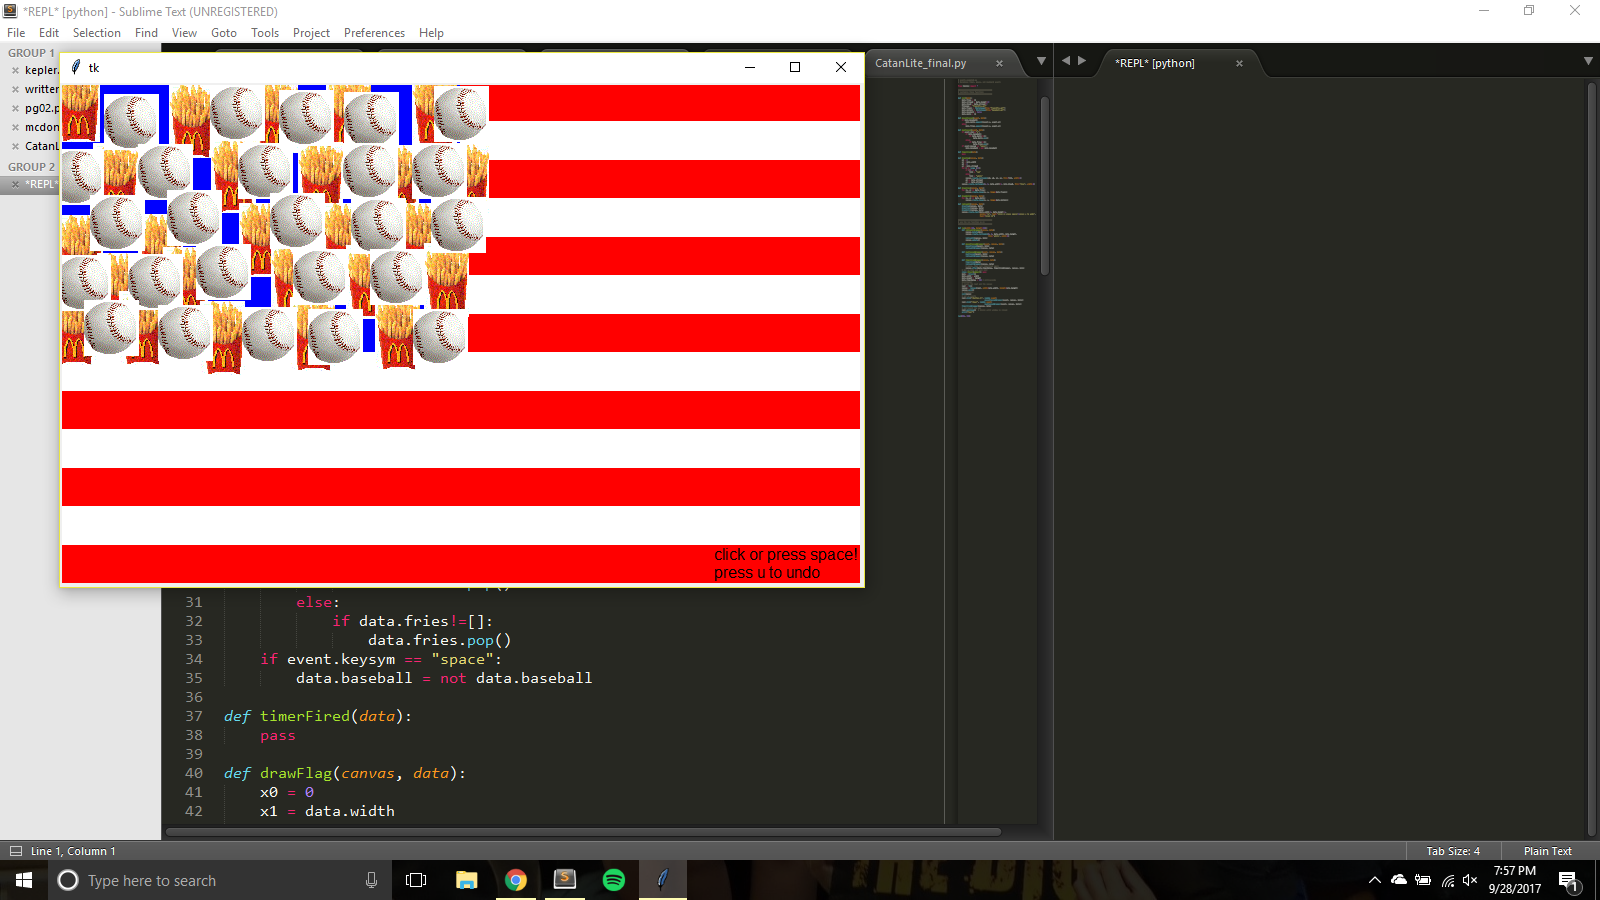 *REPL* [python] - Sublime Text (UNREGISTERED)
File Edit Selection Find View Goto Tools Project Preferences Help
GROUP 1
kepler.
writter
pg02.p
mcdon
CatanL
GROUP 2
*REPL*
tk
CatanLite_final.py
*REPL* [python]
click or press space!
press u to undo
31 else:
32 if data.fries!=[]:
33 data.fries.pop()
34 if event.keysym == "space":
35 data.baseball = not data.baseball
36
37 def timerFired(data):
38 pass
39
40 def drawFlag(canvas, data):
41 x0 = 0
42 x1 = data.width
Line 1, Column 1
Tab Size: 4
Plain Text
Type here to search
7:57 PM
9/28/2017
1